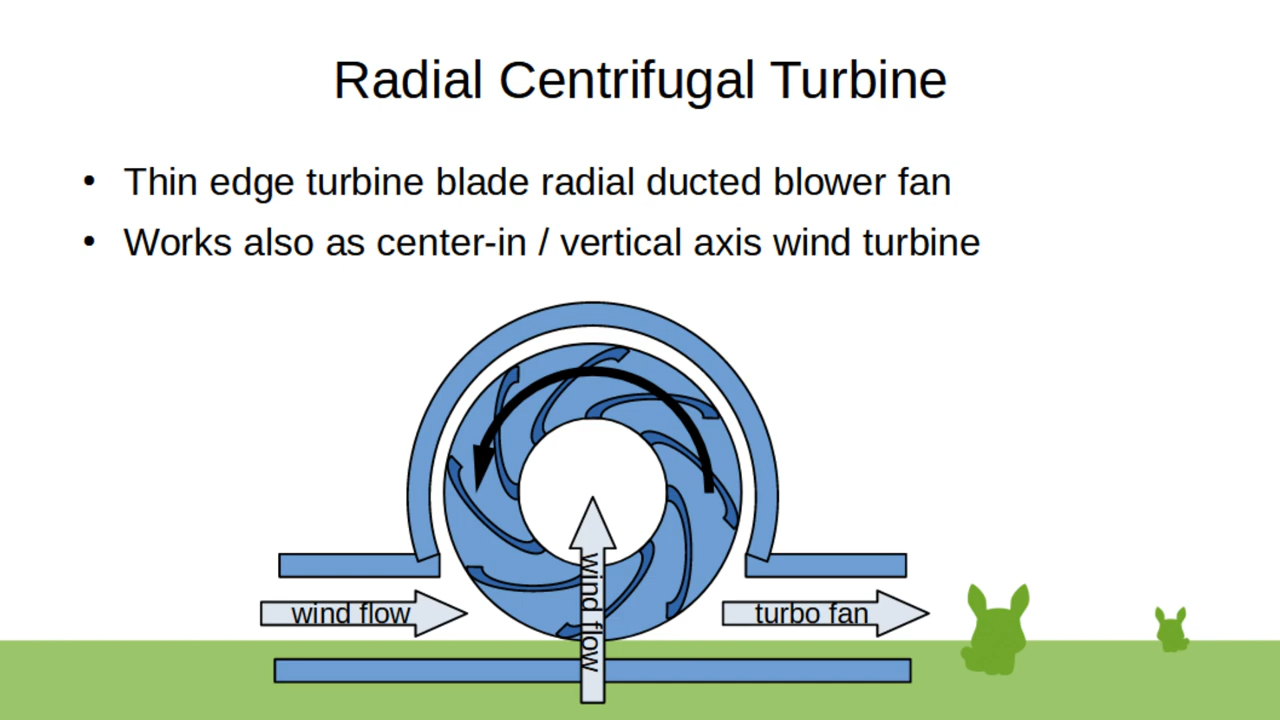 Radial Centrifugal Turbine
• Thin edge turbine blade radial ducted blower fan
• Works also as center-in / vertical axis wind turbine
wind flow
wind flow
turbo fan